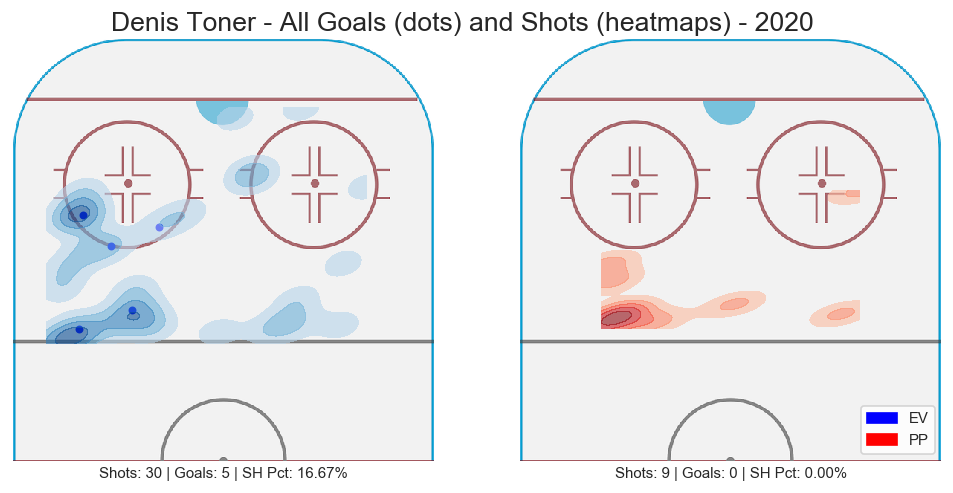 Denis Toner - All Goals (dots) and Shots (heatmaps) - 2020
EV
PP
Shots: 30 | Goals: 5 | SH Pct: 16.67%
Shots: 9 | Goals: 0 | SH Pct: 0.00%